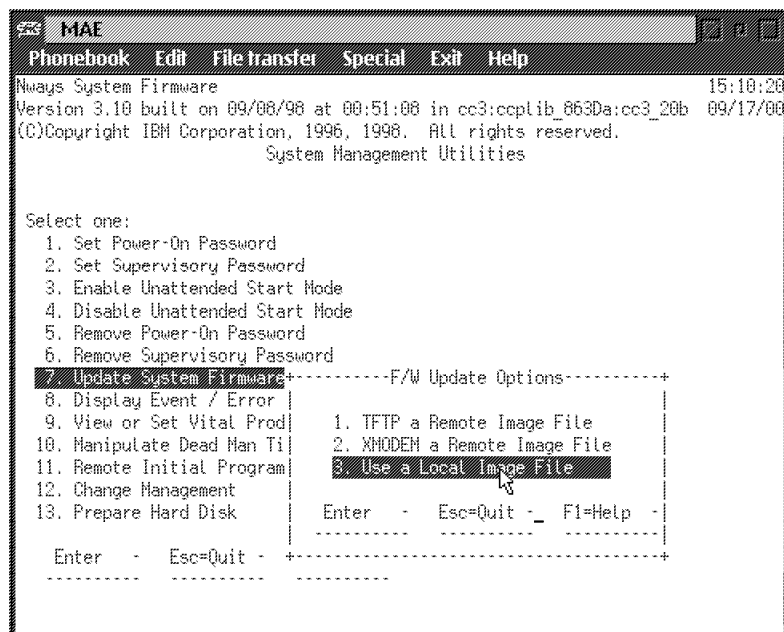 MAE
Phonebook Edit File transfer Special Exit Help
Nways System Firmware 15:10:20
Version 3.10 built on 09/08/98 at 00:51:08 in cc3:ccplib_863Da:cc3_20b 09/17/00
(C)Copyright IBM Corporation, 1996, 1998. All rights reserved.
System Management Utilities
Select one:
1. Set Power-On Password
2. Set Supervisory Password
3. Enable Unattended Start Mode
4. Disable Unattended Start Mode
5. Remove Power-On Password
6. Remove Supervisory Password
7. Update System Firmware
8. Display Event / Error
9. View or Set Vital Prod
10. Manipulate Dead Man Ti
11. Remote Initial Program
12. Change Management
13. Prepare Hard Disk
Enter - Esc=Quit -
F/W Update Options
1. TFTP a Remote Image File
2. XMODEM a Remote Image File
3. Use a Local Image File
Enter - Esc=Quit -_ F1=Help -